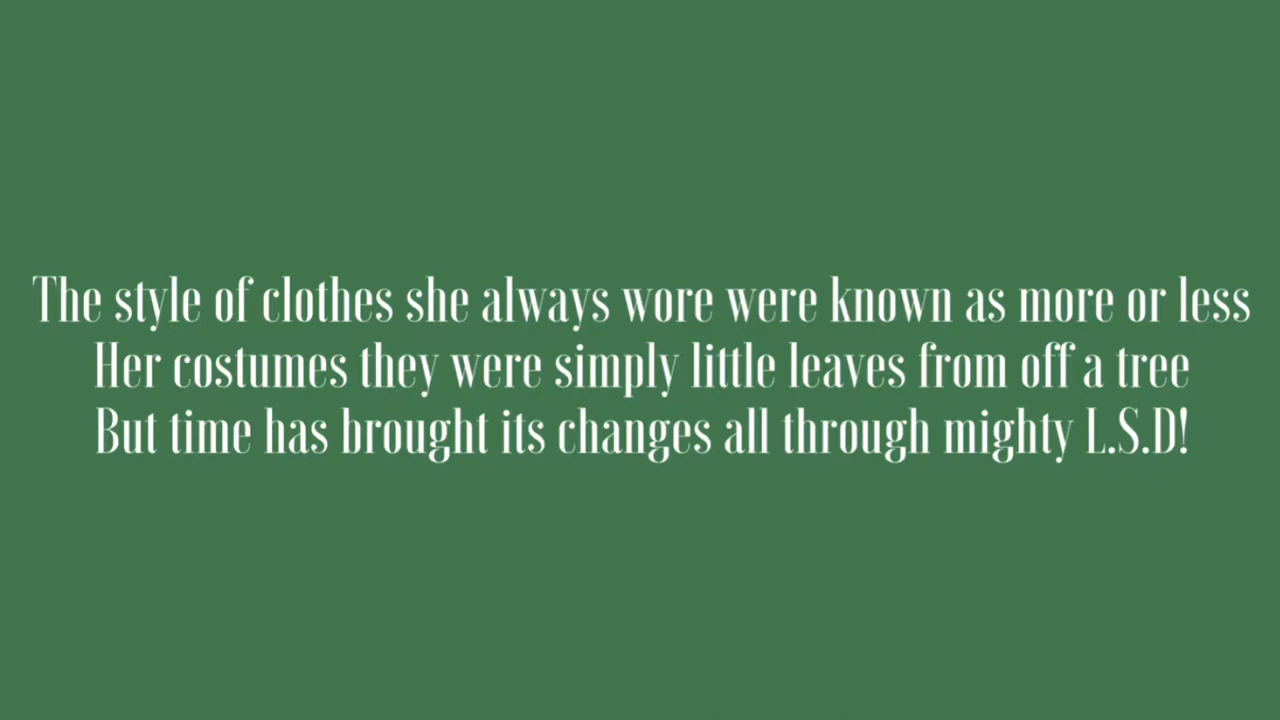 The style of clothes she always wore were known as more or less
Her costumes they were simply little leaves from off a tree
But time has brought its changes all through mighty L.S.D!